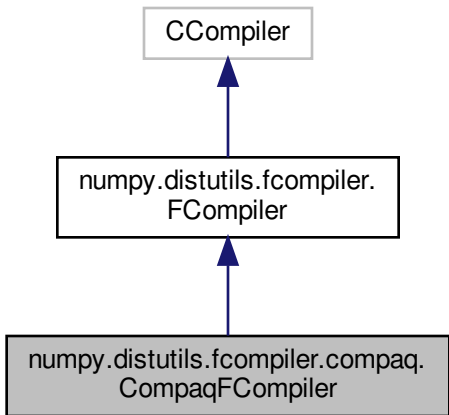 CCompiler
numpy.distutils.fcompiler.
FCompiler
numpy.distutils.fcompiler.compaq.
CompaqFCompiler